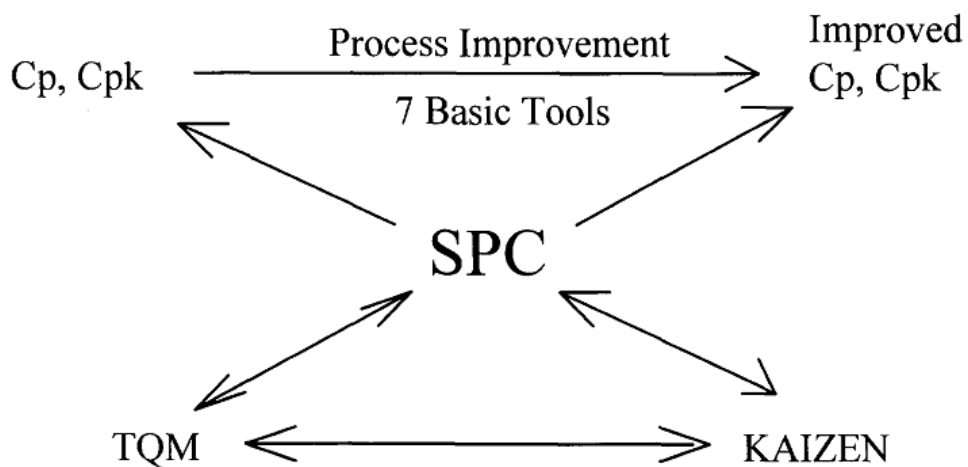 Process Improvement
Improved
Cp, Cpk
Cp, Cpk
7 Basic Tools
SPC
TQM
KAIZEN